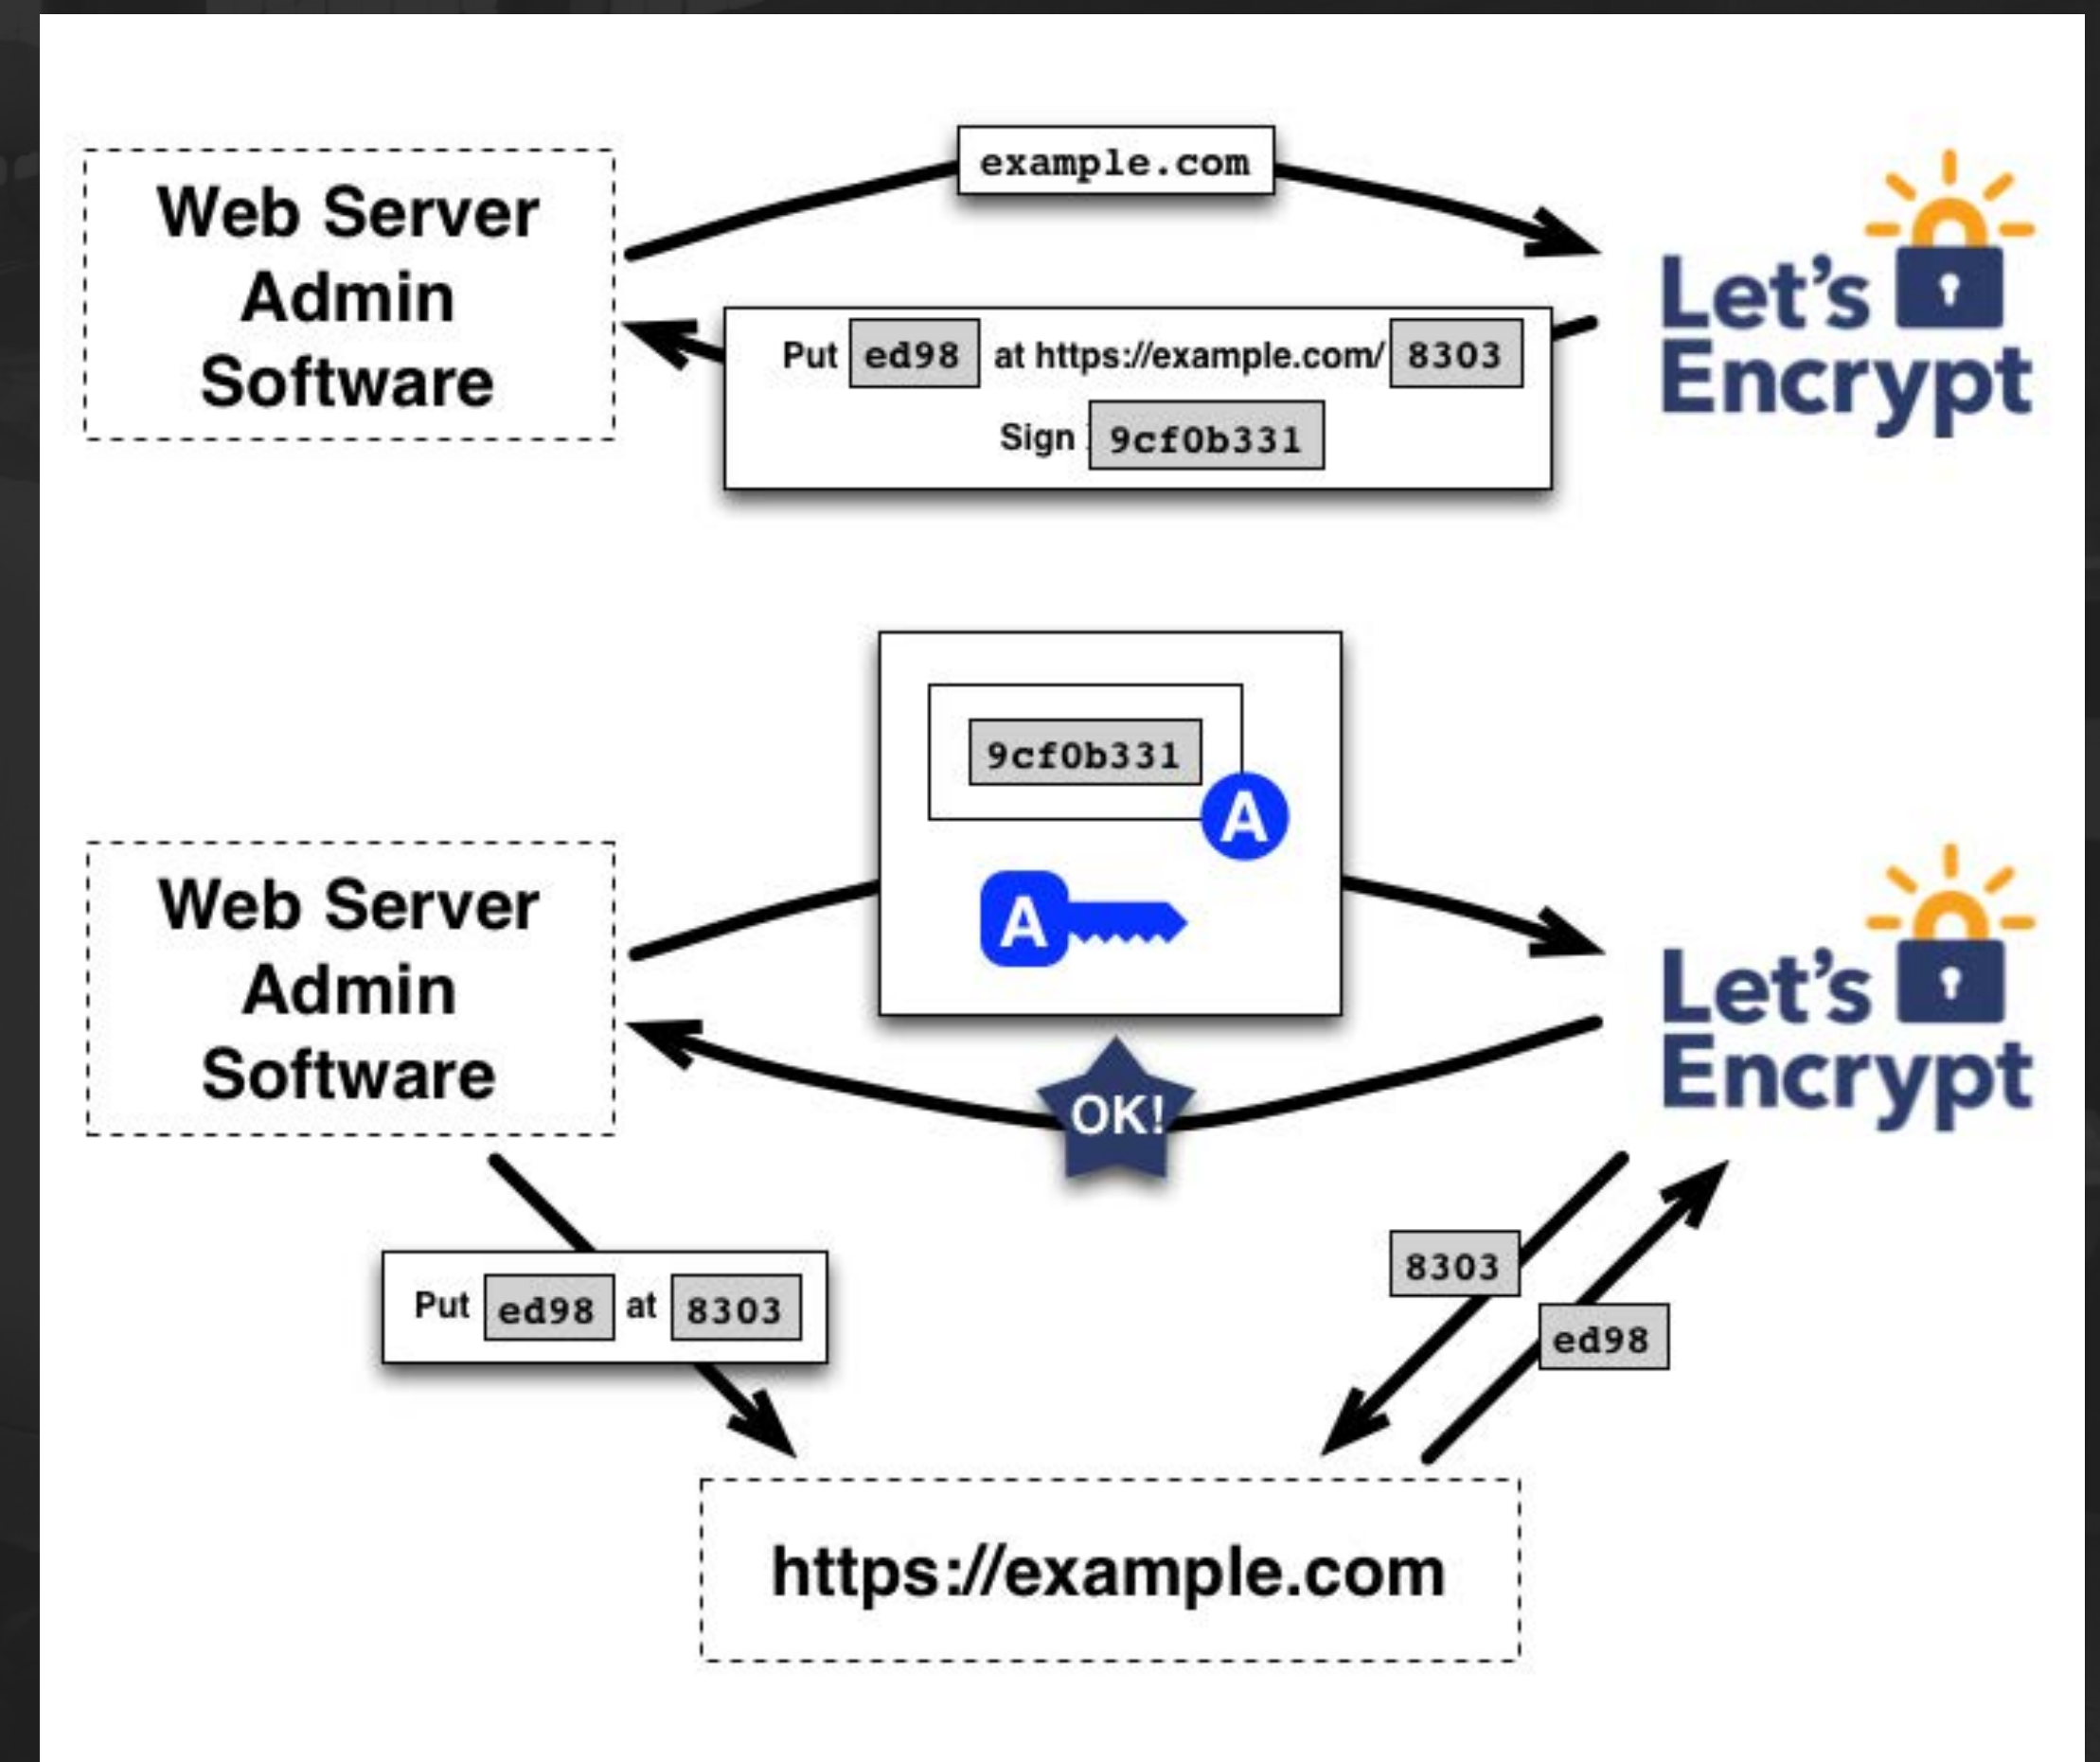 example.com
Web Server
Admin
Software
Let's
Encrypt
Put ed98 at https://example.com/ 8303
Sign 9cf0b331
9cf0b331
A
A
Web Server
Admin
Software
Let's
Encrypt
OK!
Put ed98 at 8303
8303
ed98
https://example.com